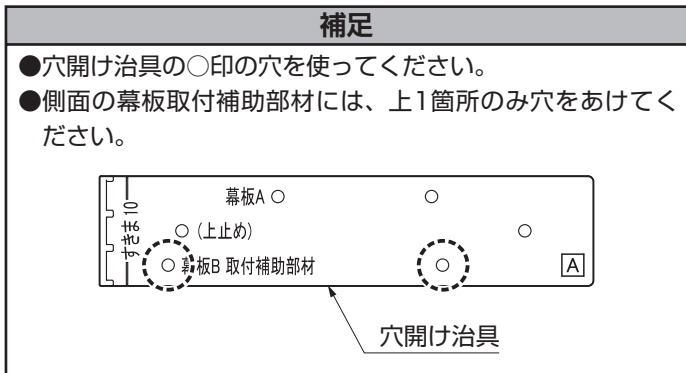 補足
●穴開け治具の○印の穴を使ってください。
●側面の幕板取付補助部材には、上1箇所のみ穴をあけてく
ださい。
すきま10
幕板A
(上止め)
幕板B 取付補助部材
A
穴開け治具